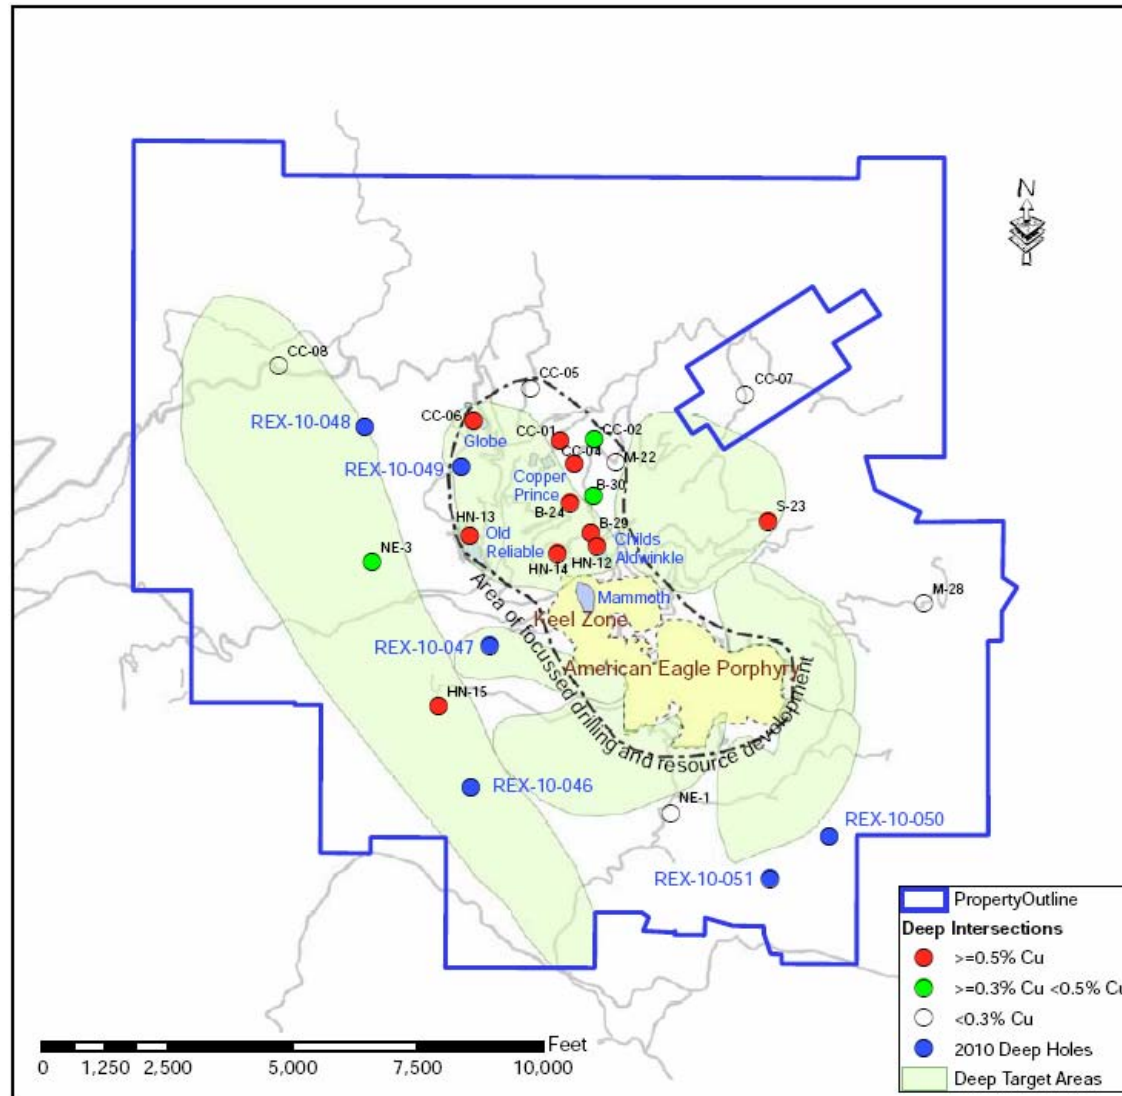 N
CC-08
CC-05
CC-07
REX-10-048
CC-06
Globe
CC-01
CC-02
CC-04
M-22
REX-10-049
Copper
Prince
B-30
B-24
S-23
HN-13
Old
Reliable
B-29
Childs
Aldwinkle
HN-14
HN-12
NE-3
M-28
Mammoth
Keel Zone
REX-10-047
American Eagle Porphyry
Area of focussed drilling and resource development
HN-15
REX-10-046
NE-1
REX-10-050
REX-10-051
PropertyOutline
Deep Intersections
>=0.5% Cu
>=0.3% Cu <0.5% Cu
<0.3% Cu
2010 Deep Holes
Deep Target Areas
Feet
0 1,250 2,500 5,000 7,500 10,000